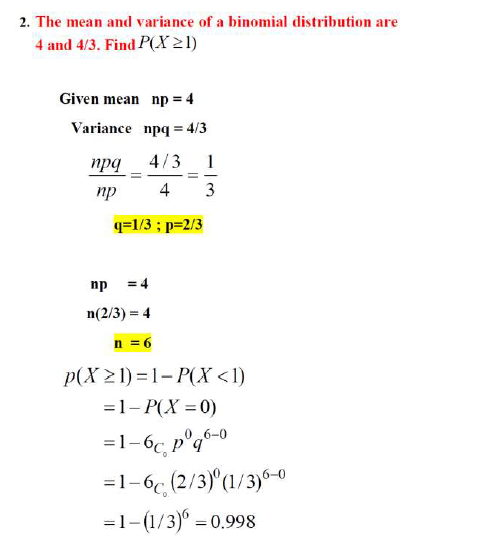 2. The mean and variance of a binomial distribution are
4 and 4/3. Find P(X ≥1)
Given mean np = 4
Variance npq = 4/3
npq/np = (4/3)/4 = 1/3
q=1/3 ; p=2/3
np = 4
n(2/3) = 4
n = 6
p(X ≥1) = 1 − P(X <1)
= 1 − P(X = 0)
= 1 − 6C₀ p⁰q⁶⁻⁰
= 1 − 6C₀ (2/3)⁰(1/3)⁶⁻⁰
= 1 − (1/3)⁶ = 0.998